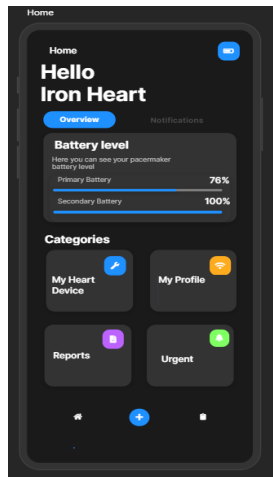 Home
Home
Hello
Iron Heart
Overview
Notifications
Battery level
Here you can see your pacermaker
battery level
Primary Battery 76%
Secondary Battery 100%
Categories
My Heart
Device
My Profile
Reports
Urgent